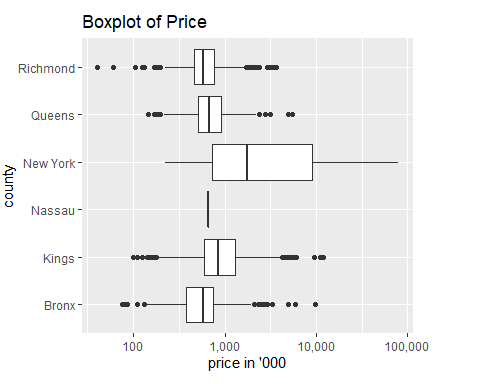 Boxplot of Price
Richmond
Queens
New York
Nassau
Kings
Bronx
county
100 1,000 10,000 100,000
price in '000